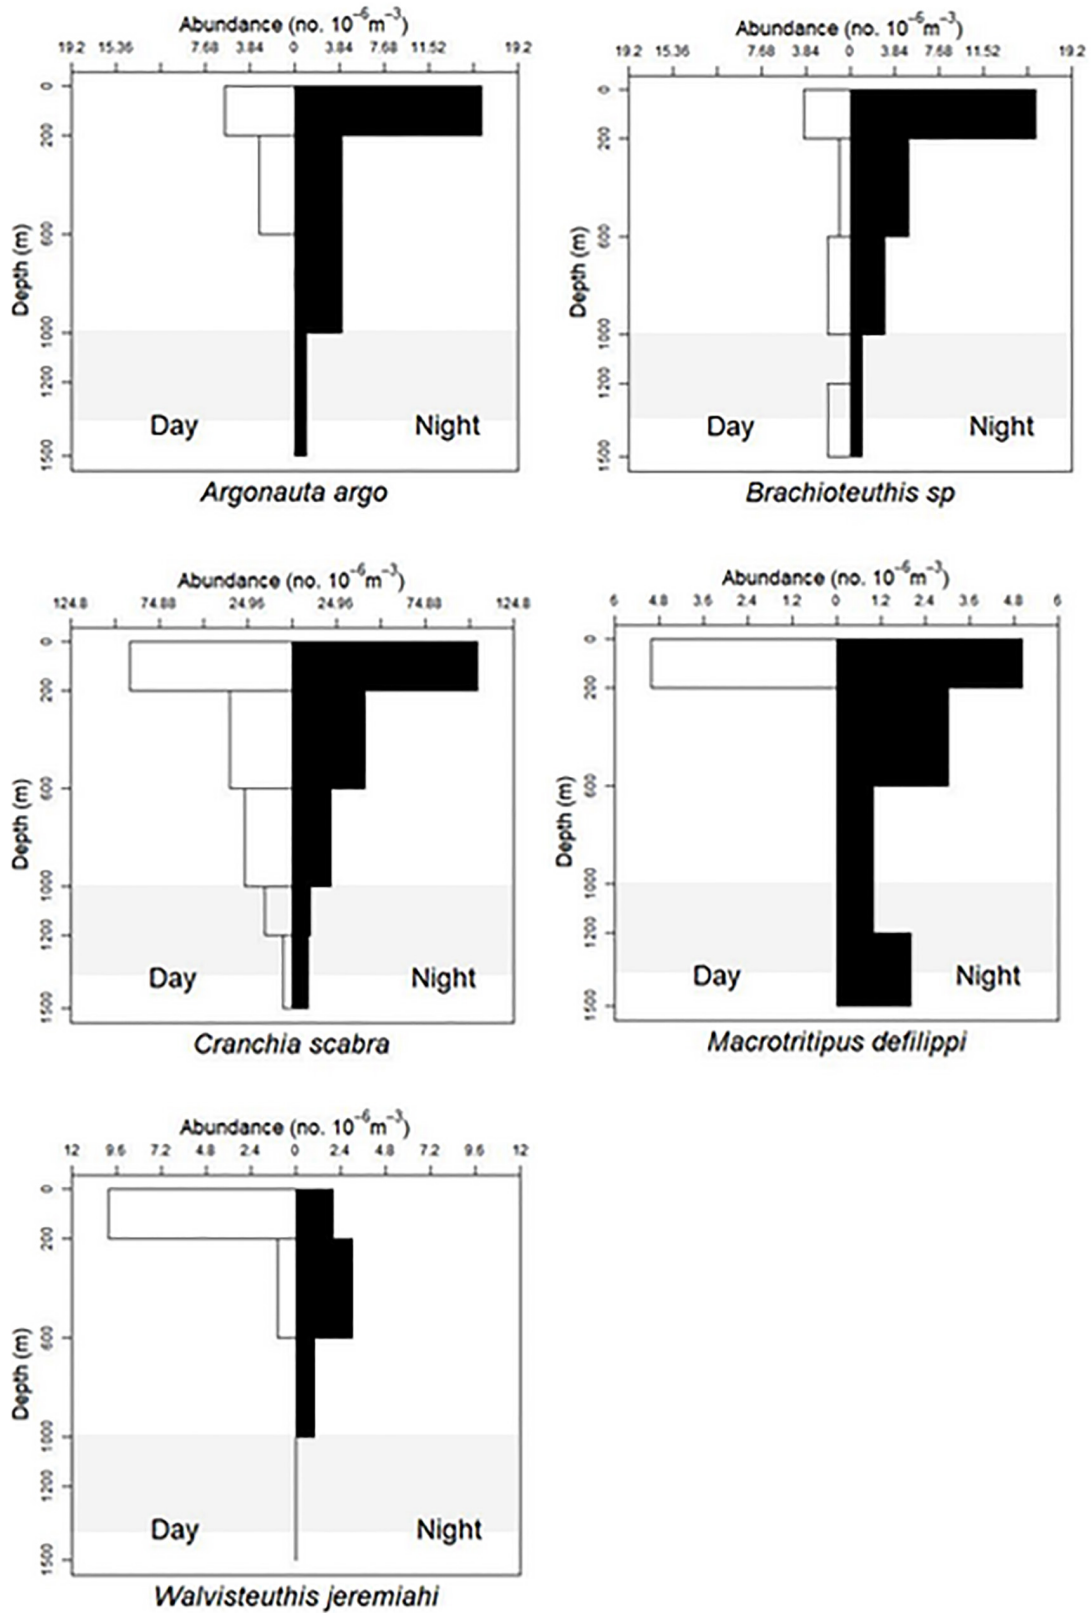 Abundance (no. 10⁻⁶m⁻³)
19.2 15.36 7.68 3.84 0 3.84 7.68 11.52 19.2
Depth (m)
0
200
600
1000
1200
1500
Day Night
Argonauta argo
Abundance (no. 10⁻⁶m⁻³)
19.2 15.36 7.68 3.84 0 3.84 7.68 11.52 19.2
Depth (m)
0
200
600
1000
1200
1500
Day Night
Brachioteuthis sp
Abundance (no. 10⁻⁶m⁻³)
124.8 74.88 24.96 24.96 74.88 124.8
Depth (m)
0
200
600
1000
1200
1500
Day Night
Cranchia scabra
Abundance (no. 10⁻⁶m⁻³)
6 4.8 3.6 2.4 1.2 0 1.2 2.4 3.6 4.8 6
Depth (m)
0
200
600
1000
1200
1500
Day Night
Macrotritipus defilippi
Abundance (no. 10⁻⁶m⁻³)
12 9.6 7.2 4.8 2.4 0 2.4 4.8 7.2 9.6 12
Depth (m)
0
200
600
1000
1200
1500
Day Night
Walvisteuthis jeremiahi